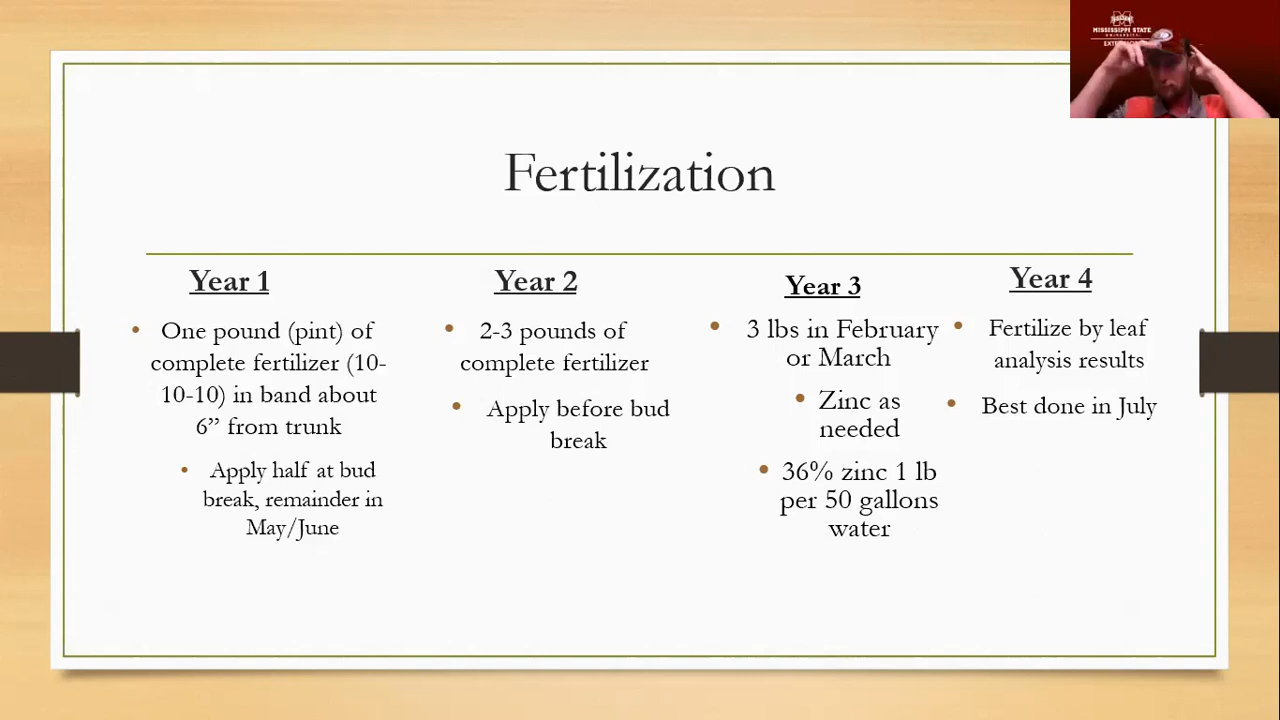 MISSISSIPPI STATE
UNIVERSITY
Fertilization
Year 1
One pound (pint) of
complete fertilizer (10-
10-10) in band about
6” from trunk
Apply half at bud
break, remainder in
May/June
Year 2
2-3 pounds of
complete fertilizer
Apply before bud
break
Year 3
3 lbs in February
or March
Zinc as
needed
36% zinc 1 lb
per 50 gallons
water
Year 4
Fertilize by leaf
analysis results
Best done in July